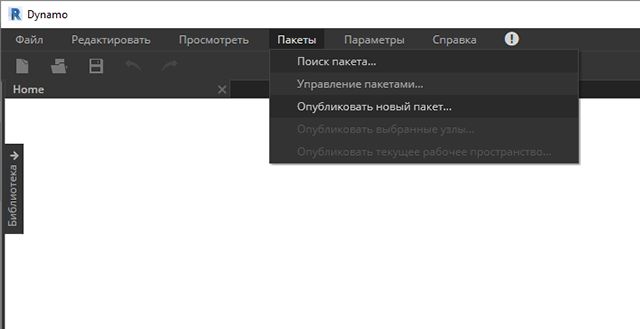 Dynamo
Файл Редактировать Просмотреть Пакеты Параметры Справка
Поиск пакета...
Управление пакетами...
Home
Опубликовать новый пакет...
Опубликовать выбранные узлы...
Опубликовать текущее рабочее пространство...
Библиотека